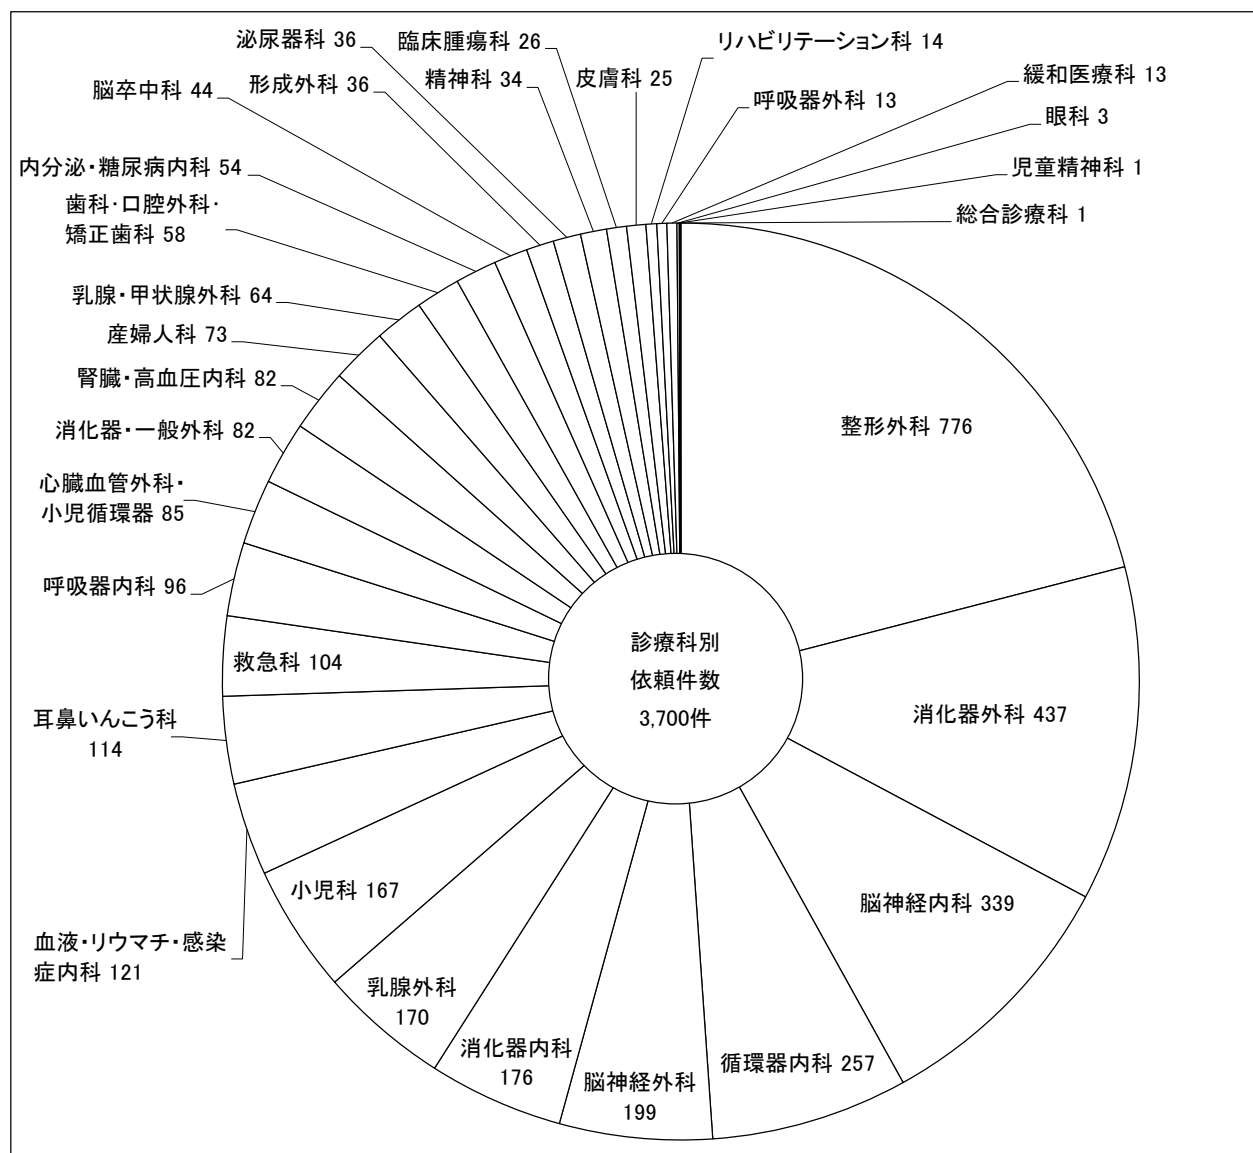 泌尿器科 36
臨床腫瘍科 26
リハビリテーション科 14
脳卒中科 44
形成外科 36
精神科 34
皮膚科 25
呼吸器外科 13
緩和医療科 13
眼科 3
内分泌・糖尿病内科 54
児童精神科 1
歯科・口腔外科・
矯正歯科 58
総合診療科 1
乳腺・甲状腺外科 64
産婦人科 73
腎臓・高血圧内科 82
消化器・一般外科 82
心臓血管外科・
小児循環器 85
呼吸器内科 96
救急科 104
耳鼻いんこう科
114
血液・リウマチ・感染
症内科 121
小児科 167
乳腺外科
170
消化器内科
176
脳神経外科
199
循環器内科 257
脳神経内科 339
消化器外科 437
整形外科 776
診療科別
依頼件数
3,700件